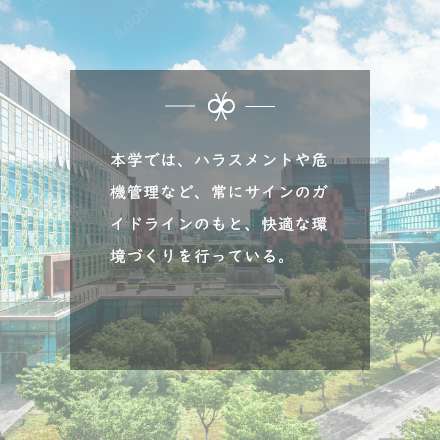 本学では、ハラスメントや危
機管理など、常にサインのガ
イドラインのもと、快適な環
境づくりを行っている。